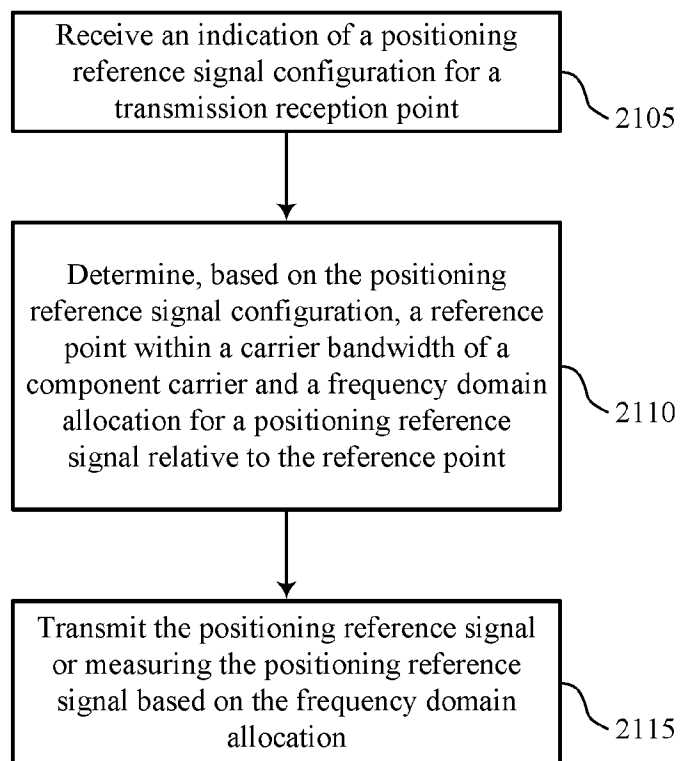 Receive an indication of a positioning
reference signal configuration for a
transmission reception point
2105
Determine, based on the positioning
reference signal configuration, a reference
point within a carrier bandwidth of a
component carrier and a frequency domain
allocation for a positioning reference
signal relative to the reference point
2110
Transmit the positioning reference signal
or measuring the positioning reference
signal based on the frequency domain
allocation
2115